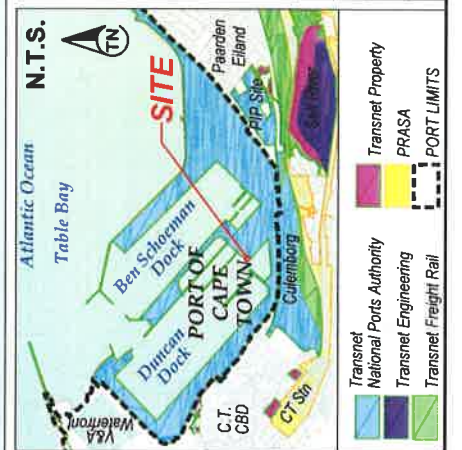 N.T.S.
TN
Atlantic Ocean
Table Bay
SITE
Paarden
Eiland
PIP Site
Salt River
Ben Schoeman
Dock
Duncan
Dock
PORT OF
CAPE
TOWN
Culemborg
V&A
Waterfront
C.T.
CBD
CT Stn
Transnet
National Ports Authority
Transnet Engineering
Transnet Freight Rail
Transnet Property
PRASA
PORT LIMITS